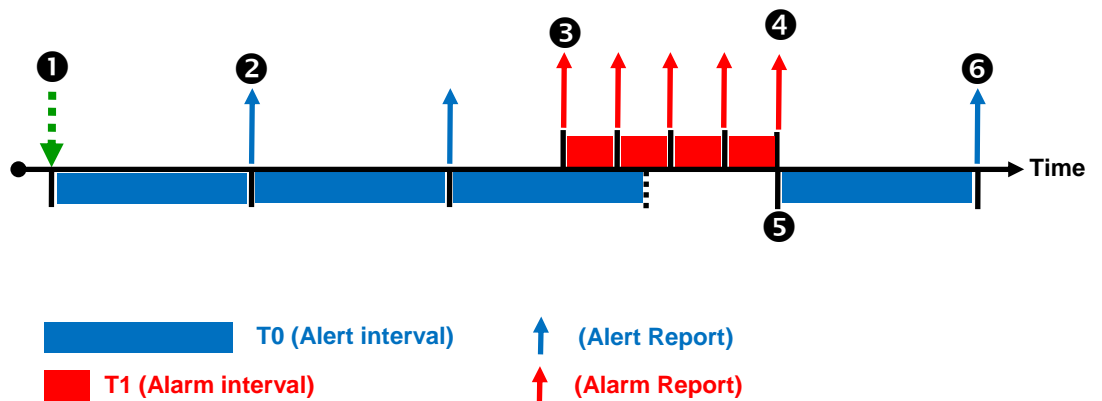 ❸
❹
❶
❷
❻
Time
❺
T0 (Alert interval)
(Alert Report)
T1 (Alarm interval)
(Alarm Report)